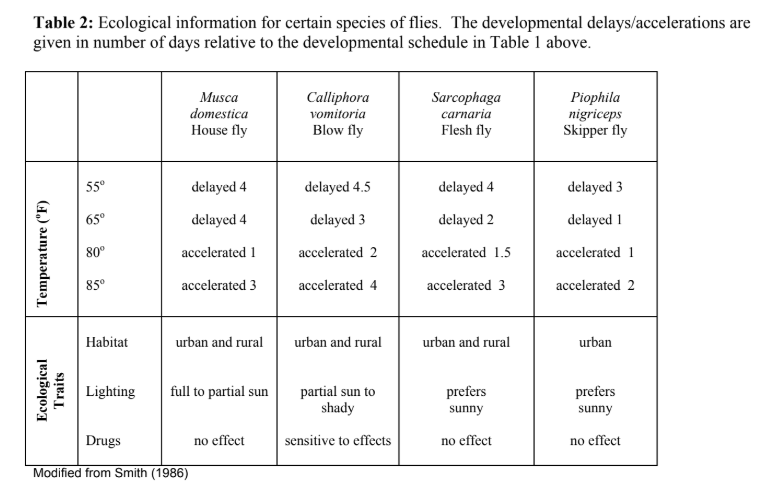 Table 2: Ecological information for certain species of flies.  The developmental delays/accelerations are
given in number of days relative to the developmental schedule in Table 1 above.
Musca domestica House fly
Calliphora vomitoria Blow fly
Sarcophaga carnaria Flesh fly
Piophila nigriceps Skipper fly
Temperature (°F)
55° delayed 4 delayed 4.5 delayed 4 delayed 3
65° delayed 4 delayed 3 delayed 2 delayed 1
80° accelerated 1 accelerated 2 accelerated 1.5 accelerated 1
85° accelerated 3 accelerated 4 accelerated 3 accelerated 2
Ecological
Traits
Habitat urban and rural urban and rural urban and rural urban
Lighting full to partial sun partial sun to shady prefers sunny prefers sunny
Drugs no effect sensitive to effects no effect no effect
Modified from Smith (1986)